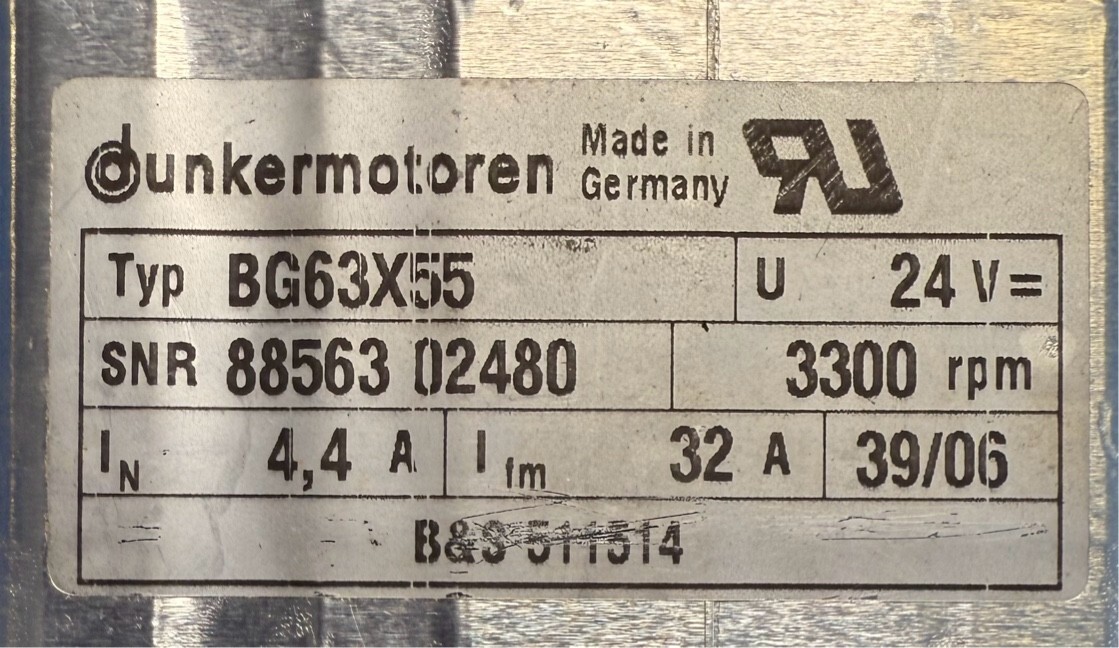 dunkermotoren Made in Germany
Typ BG63X55 U 24 V=
SNR 88563 02480 3300 rpm
IN 4,4 A Ifm 32 A 39/06
B&S 511514